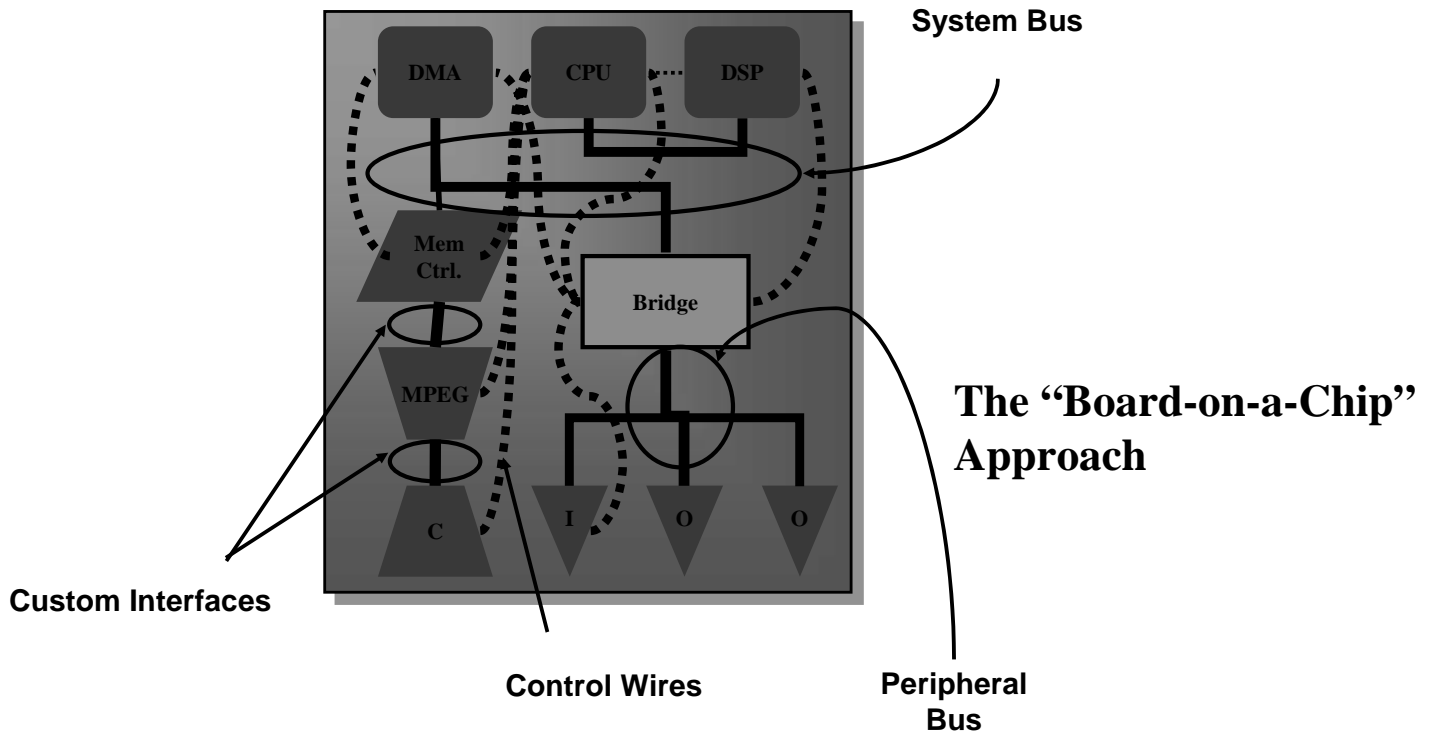 System Bus
DMA
CPU
DSP
Mem
Ctrl.
Bridge
MPEG
The “Board-on-a-Chip”
Approach
C
I
O
O
Custom Interfaces
Control Wires
Peripheral
Bus